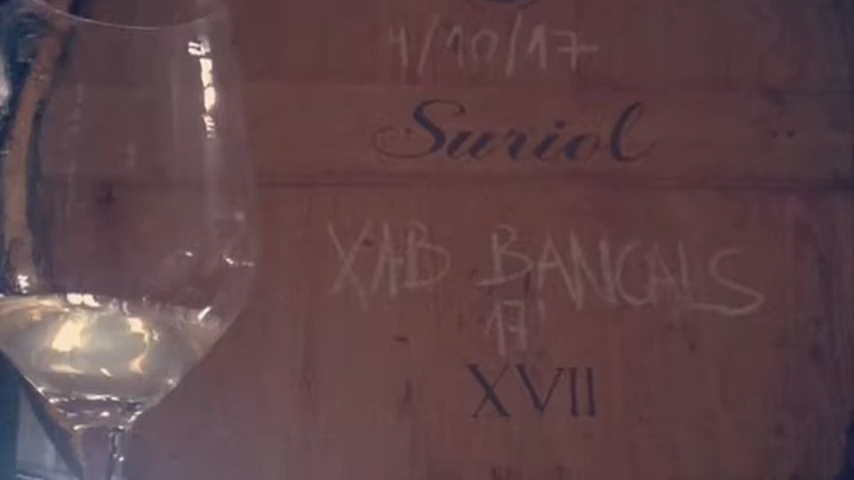 4/10/17
Suriol
XAB BANCALS
17'
XVII